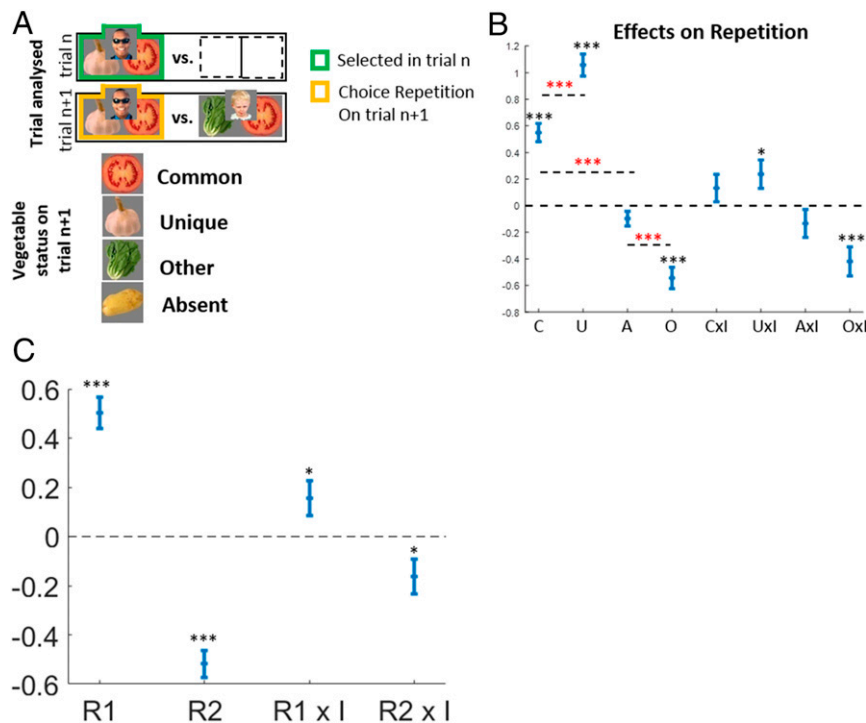 A
Trial analysed
trial n
vs.
trial n+1
vs.
Selected in trial n
Choice Repetition
On trial n+1
Vegetable
status on
trial n+1
Common
Unique
Other
Absent
B
Effects on Repetition
1.2
1
0.8
0.6
0.4
0.2
0
-0.2
-0.4
-0.6
-0.8
***
***
***
***
***
***
*
***
C U A O CxI UxI AxI OxI
C
0.6
0.4
0.2
0
-0.2
-0.4
-0.6
***
***
*
*
R1 R2 R1 x I R2 x I